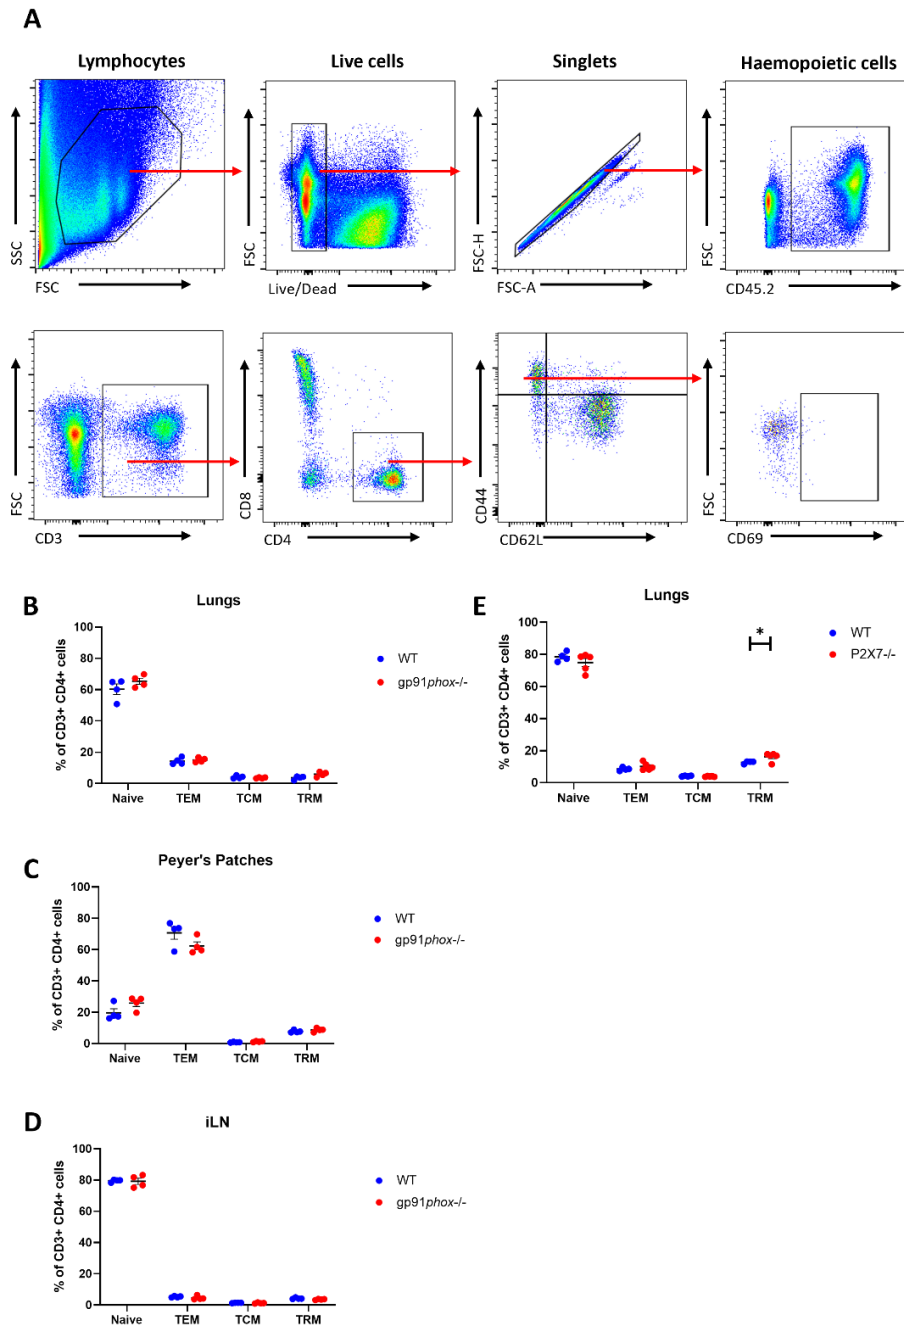 A
Lymphocytes
Live cells
Singlets
Haemopoietic cells
SSC
FSC
FSC
Live/Dead
FSC-H
FSC-A
FSC
CD45.2
FSC
CD3
CD8
CD4
CD44
CD62L
FSC
CD69
B
Lungs
% of CD3+ CD4+ cells
100
80
60
40
20
0
Naive TEM TCM TRM
WT
gp91phox-/-
E
Lungs
% of CD3+ CD4+ cells
100
80
60
40
20
0
*
Naive TEM TCM TRM
WT
P2X7-/-
C
Peyer's Patches
% of CD3+ CD4+ cells
100
80
60
40
20
0
Naive TEM TCM TRM
WT
gp91phox-/-
D
iLN
% of CD3+ CD4+ cells
100
80
60
40
20
0
Naive TEM TCM TRM
WT
gp91phox-/-